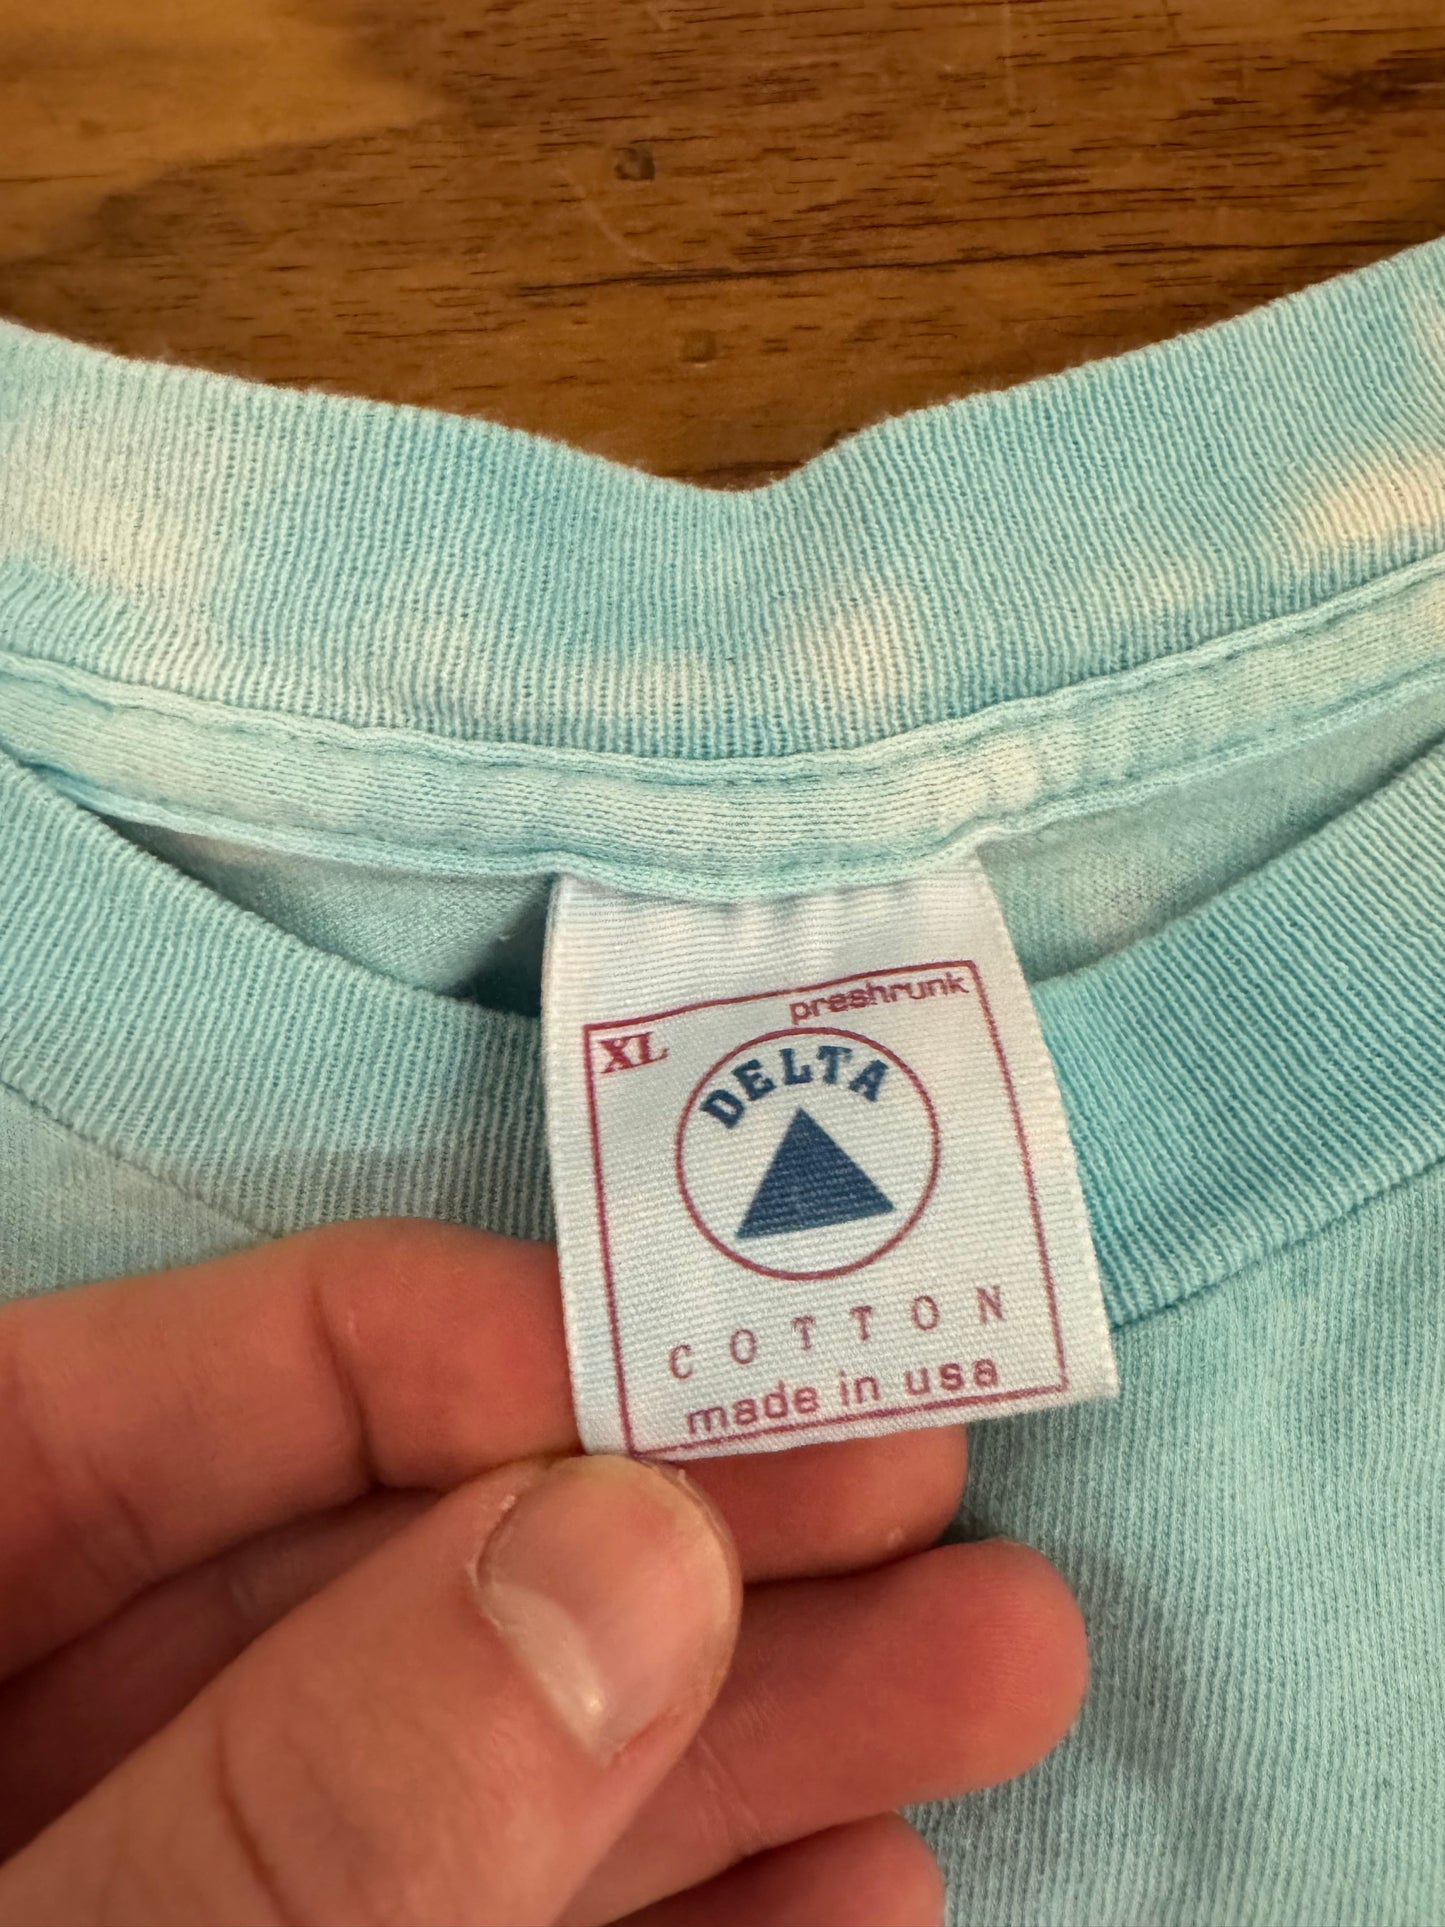 preshrunk
XL
DELTA
COTTON
made in usa